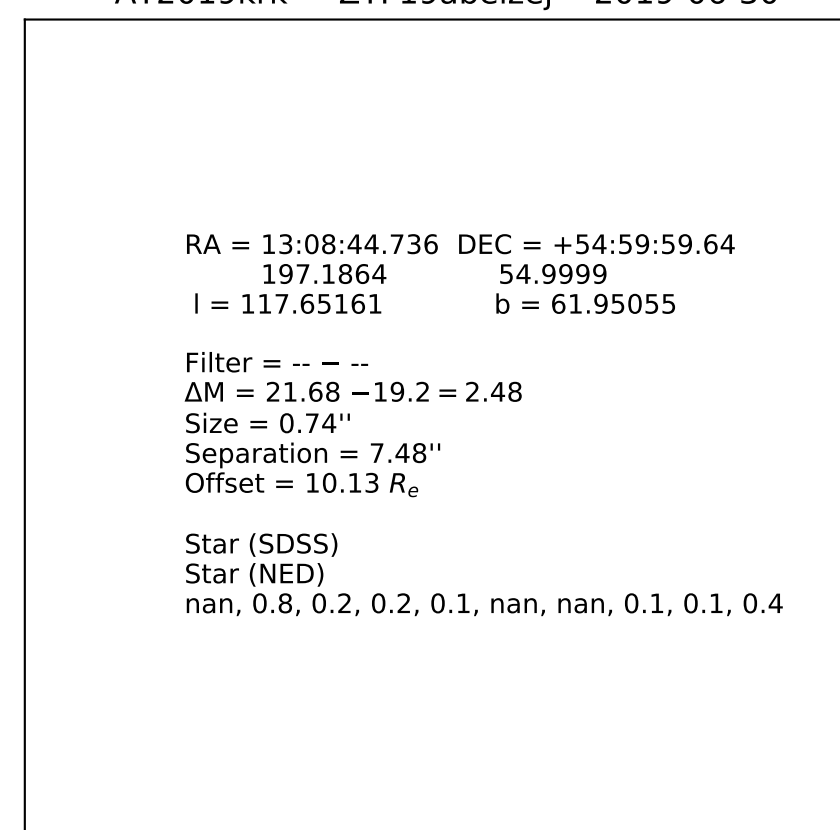 RA = 13:08:44.736 DEC = +54:59:59.64
197.1864 54.9999
l = 117.65161 b = 61.95055
Filter = -- − --
ΔM = 21.68 −19.2 = 2.48
Size = 0.74''
Separation = 7.48''
Offset = 10.13 Rₑ
Star (SDSS)
Star (NED)
nan, 0.8, 0.2, 0.2, 0.1, nan, nan, 0.1, 0.1, 0.4